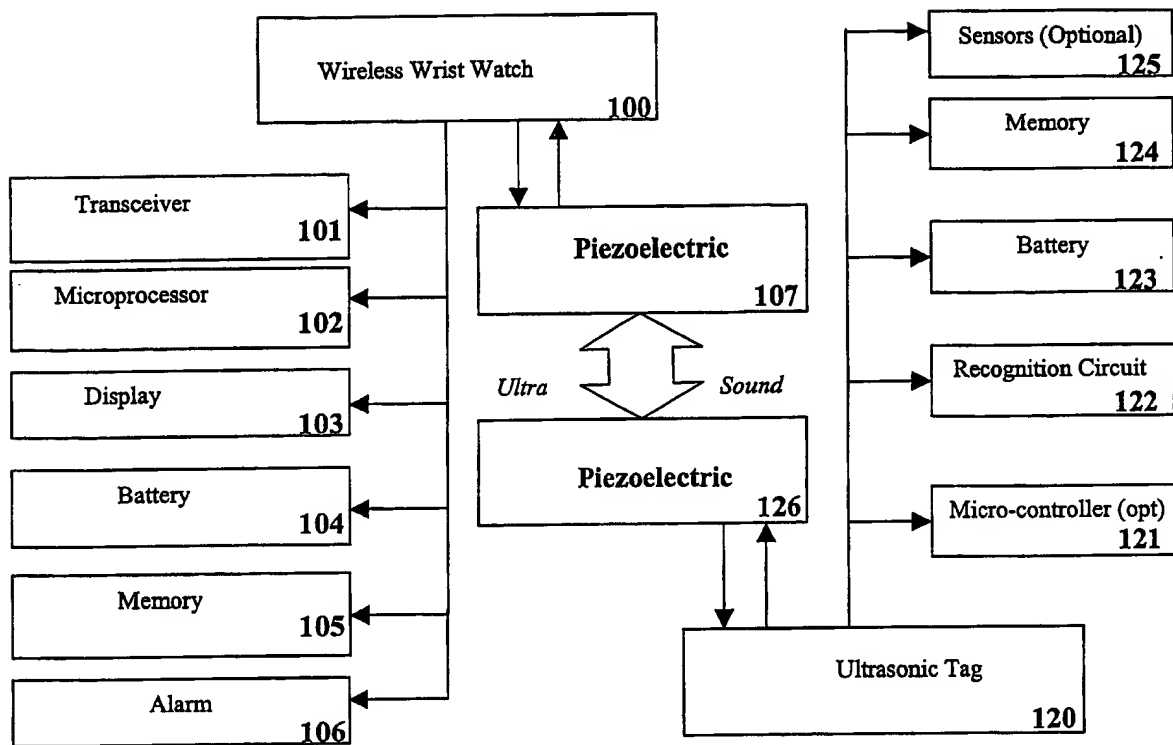 Wireless Wrist Watch
100
Transceiver
101
Microprocessor
102
Display
103
Battery
104
Memory
105
Alarm
106
Piezoelectric
107
Ultra Sound
Piezoelectric
126
Sensors (Optional)
125
Memory
124
Battery
123
Recognition Circuit
122
Micro-controller (opt)
121
Ultrasonic Tag
120